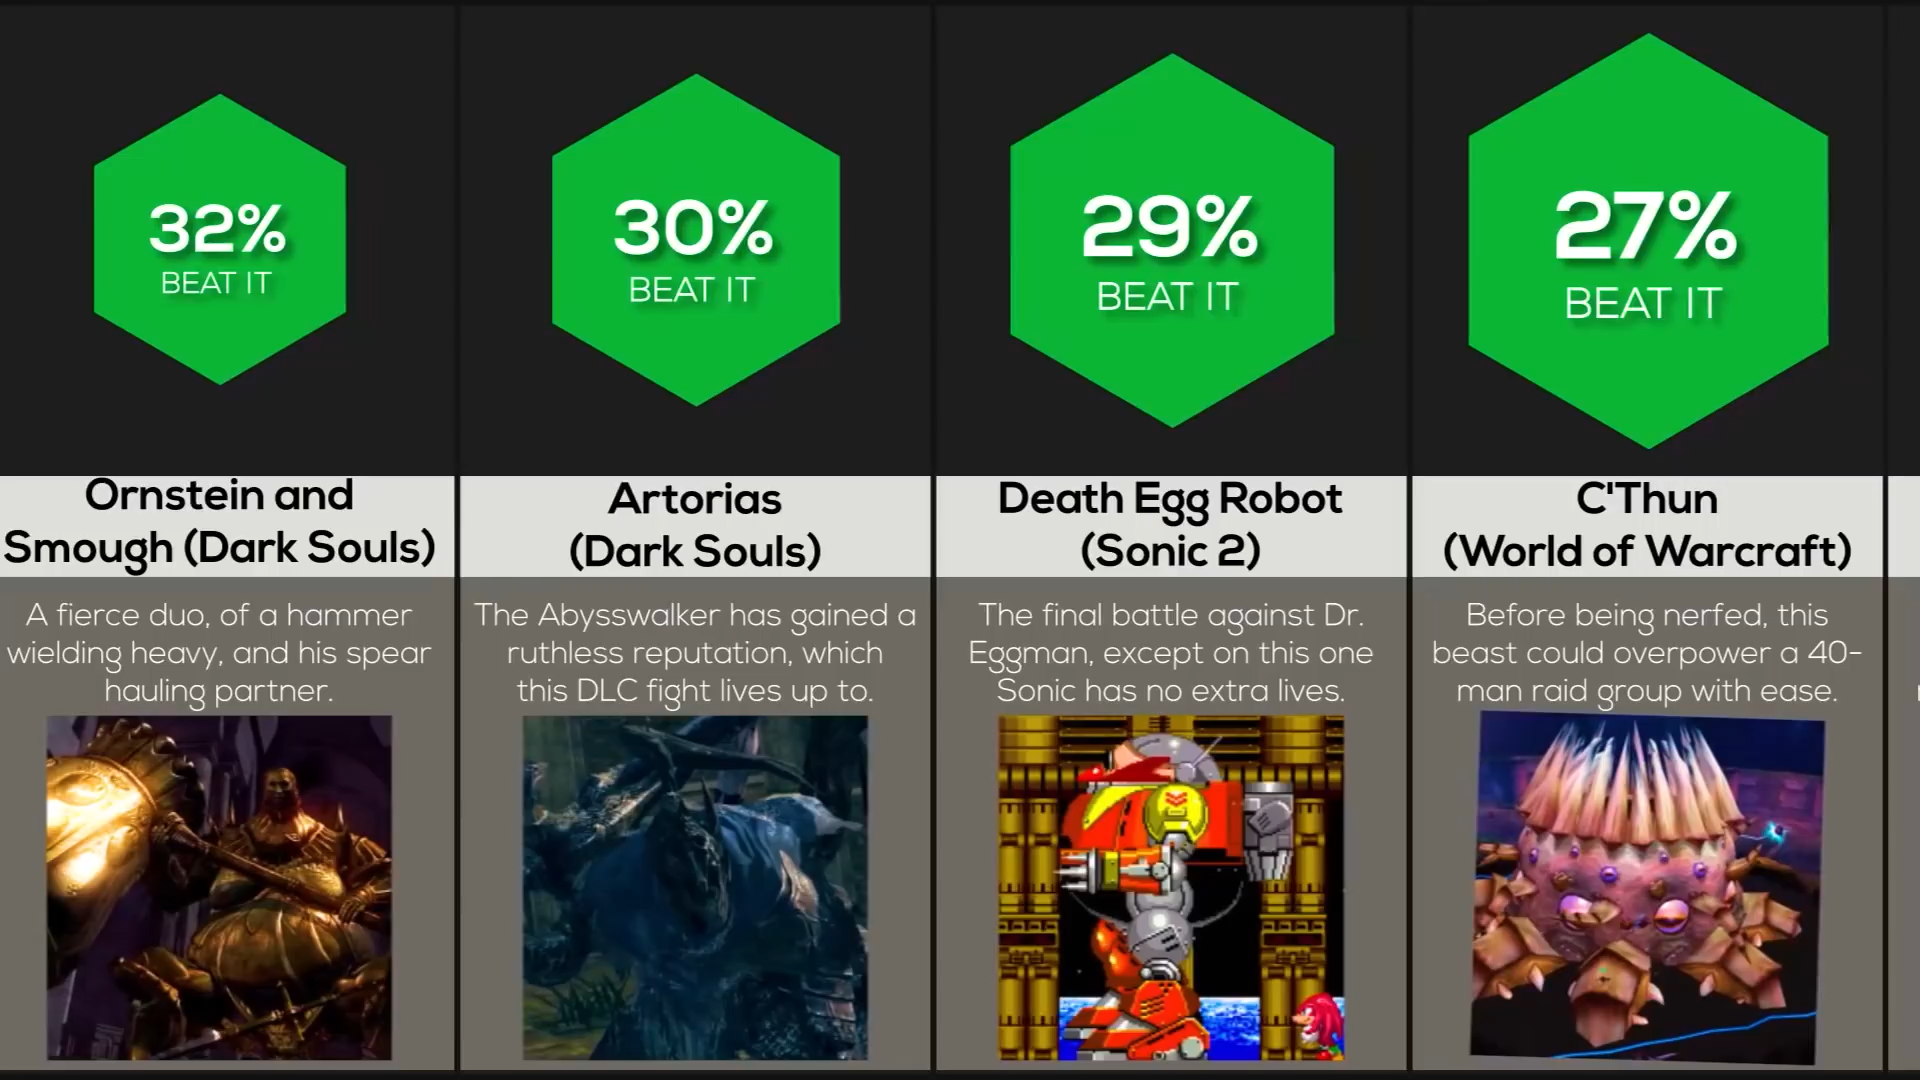 32%
BEAT IT
Ornstein and
Smough (Dark Souls)
A fierce duo, of a hammer
wielding heavy, and his spear
hauling partner.
30%
BEAT IT
Artorias
(Dark Souls)
The Abysswalker has gained a
ruthless reputation, which
this DLC fight lives up to.
29%
BEAT IT
Death Egg Robot
(Sonic 2)
The final battle against Dr.
Eggman, except on this one
Sonic has no extra lives.
27%
BEAT IT
C'Thun
(World of Warcraft)
Before being nerfed, this
beast could overpower a 40-
man raid group with ease.